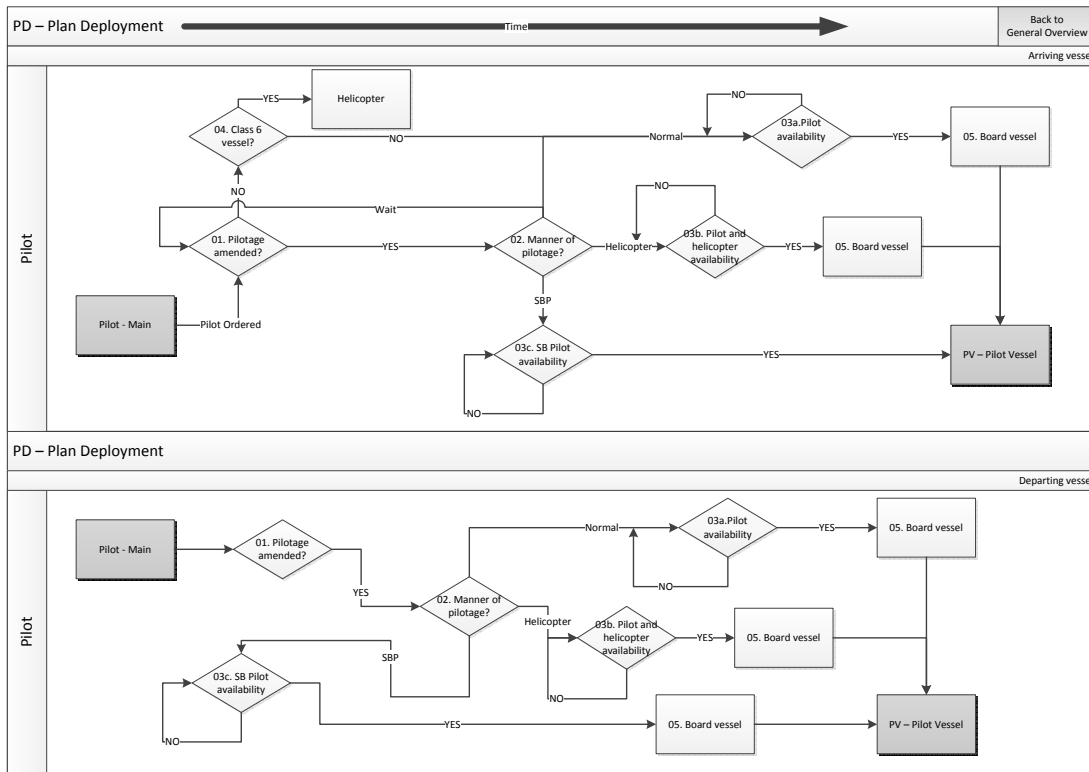 PD – Plan Deployment
Time
Back to
General Overview
Arriving vesse
Pilot
Helicopter
YES
04. Class 6
vessel?
NO
Normal
NO
03a.Pilot
availability
YES
05. Board vessel
NO
Wait
01. Pilotage
amended?
YES
02. Manner of
pilotage?
Helicopter
NO
03b. Pilot and
helicopter
availability
YES
05. Board vessel
SBP
Pilot - Main
Pilot Ordered
03c. SB Pilot
availability
NO
YES
PV – Pilot Vessel
PD – Plan Deployment
Departing vesse
Pilot
Pilot - Main
01. Pilotage
amended?
YES
02. Manner of
pilotage?
Normal
03a.Pilot
availability
NO
YES
05. Board vessel
Helicopter
03b. Pilot and
helicopter
availability
NO
YES
05. Board vessel
SBP
03c. SB Pilot
availability
NO
YES
05. Board vessel
PV – Pilot Vessel